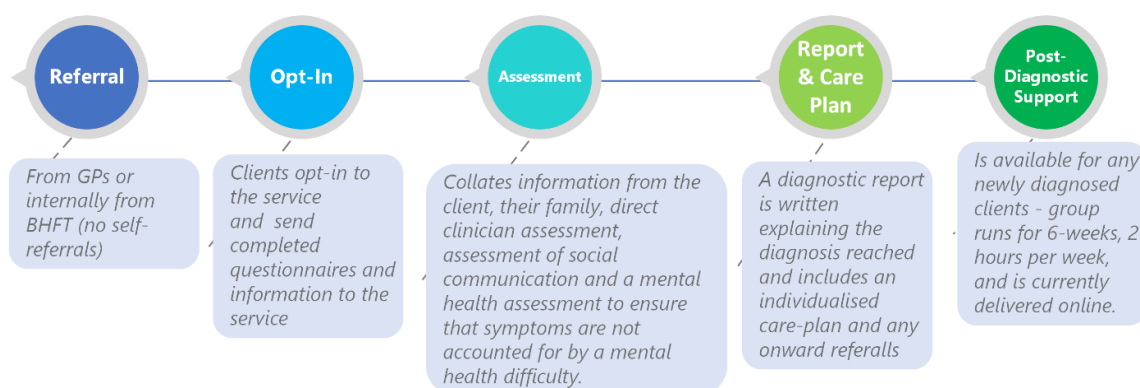 Referral
Opt-In
Assessment
Report
& Care
Plan
Post-
Diagnostic
Support
From GPs or
internally from
BHFT (no self-
referrals)
Clients opt-in to
the service
and send
completed
questionnaires and
information to the
service
Collates information from the
client, their family, direct
clinician assessment,
assessment of social
communication and a mental
health assessment to ensure
that symptoms are not
accounted for by a mental
health difficulty.
A diagnostic report
is written
explaining the
diagnosis reached
and includes an
individualised
care-plan and any
onward referalls
Is available for any
newly diagnosed
clients - group
runs for 6-weeks, 2
hours per week,
and is currently
delivered online.